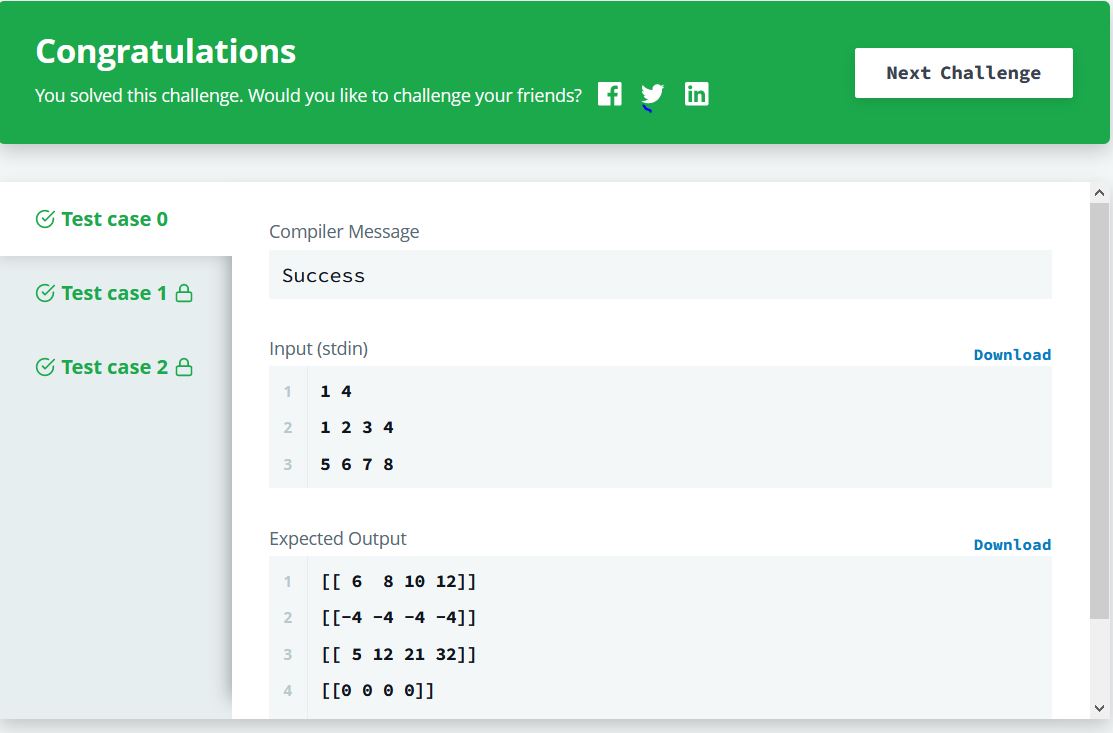 Congratulations
You solved this challenge. Would you like to challenge your friends?
Next Challenge
Test case 0
Test case 1
Test case 2
Compiler Message
Success
Input (stdin)
Download
1 1 4
2 1 2 3 4
3 5 6 7 8
Expected Output
Download
1 [[ 6  8 10 12]]
2 [[-4 -4 -4 -4]]
3 [[ 5 12 21 32]]
4 [[0 0 0 0]]